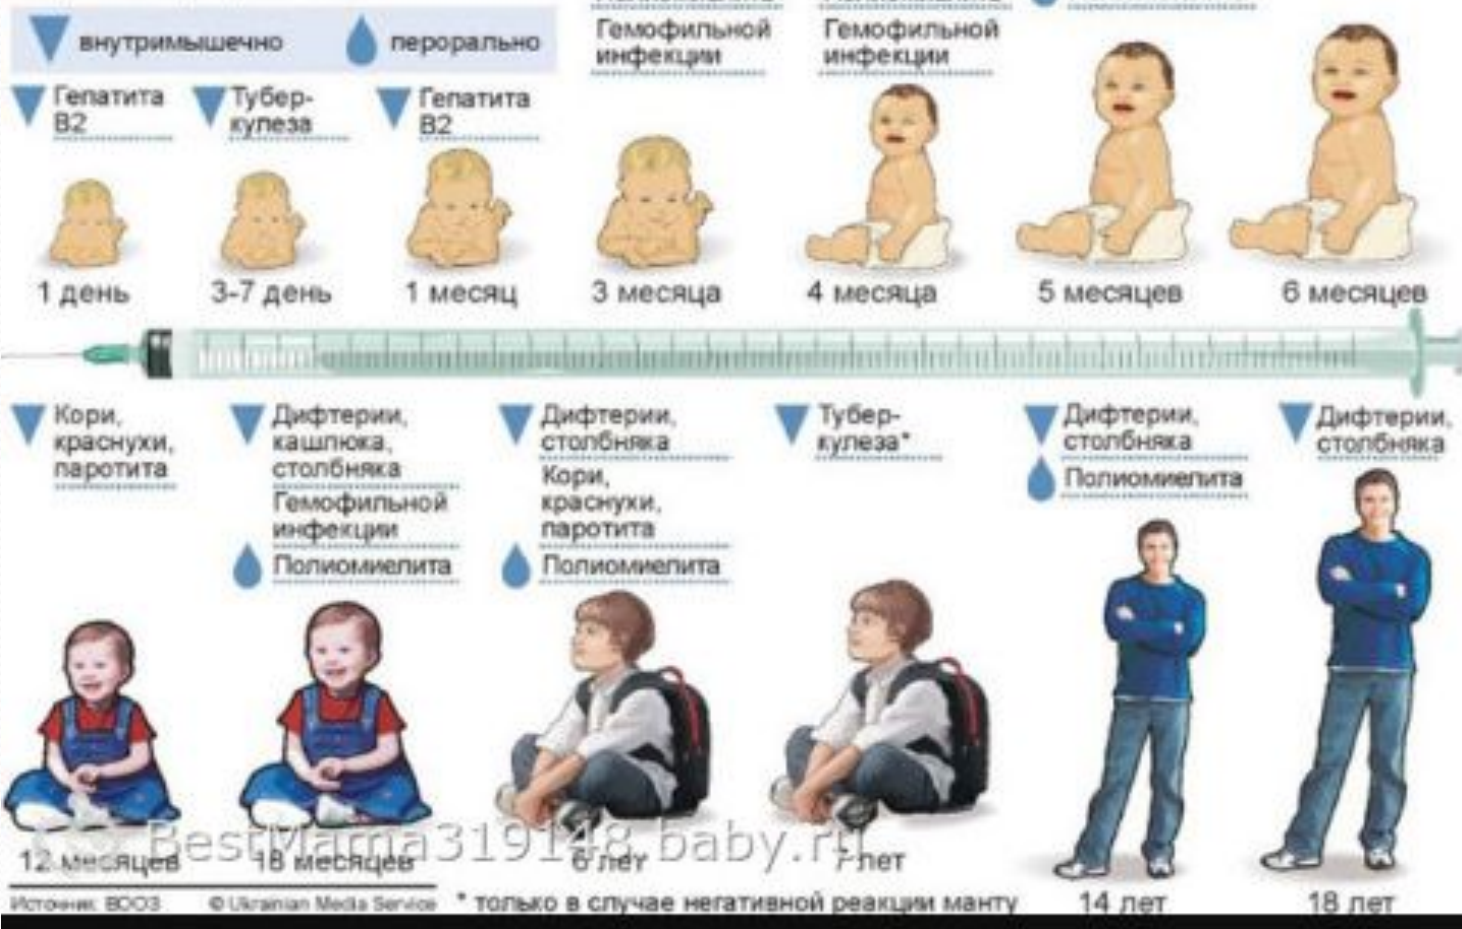 внутримышечно
перорально
Гемофильной
инфекции
Гемофильной
инфекции
Гепатита
В2
Тубер-
кулеза
Гепатита
В2
1 день
3-7 день
1 месяц
3 месяца
4 месяца
5 месяцев
6 месяцев
Кори,
краснухи,
паротита
Дифтерии,
кашлюка,
столбняка
Гемофильной
инфекции
Полиомиелита
Дифтерии,
столбняка
Кори,
краснухи,
паротита
Полиомиелита
Тубер-
кулеза*
Дифтерии,
столбняка
Полиомиелита
Дифтерии,
столбняка
BestMama319148.baby.ru
12 месяцев
18 месяцев
6 лет
7 лет
14 лет
18 лет
Источник: ВООЗ
© Ukrainian Media Service
* только в случае негативной реакции манту